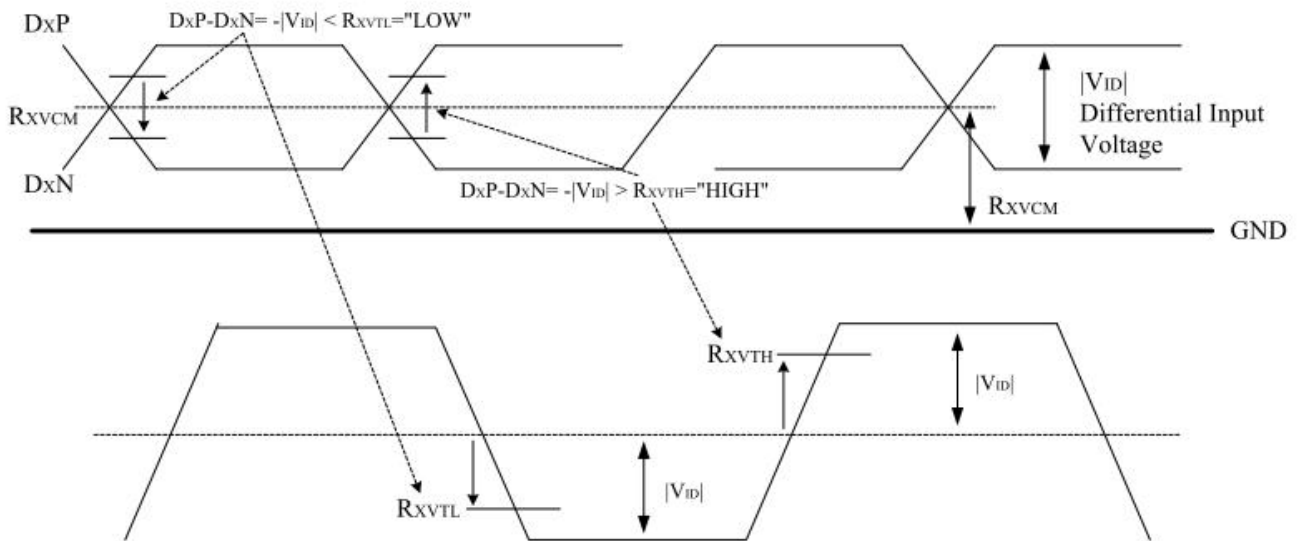 DXP
DXP-DXN= -|VID| < RXVTL="LOW"
RXVCM
|VID|
Differential Input
Voltage
DXN
DXP-DXN= -|VID| > RXVTH="HIGH"
RXVCM
GND
RXVTH
|VID|
|VID|
RXVTL